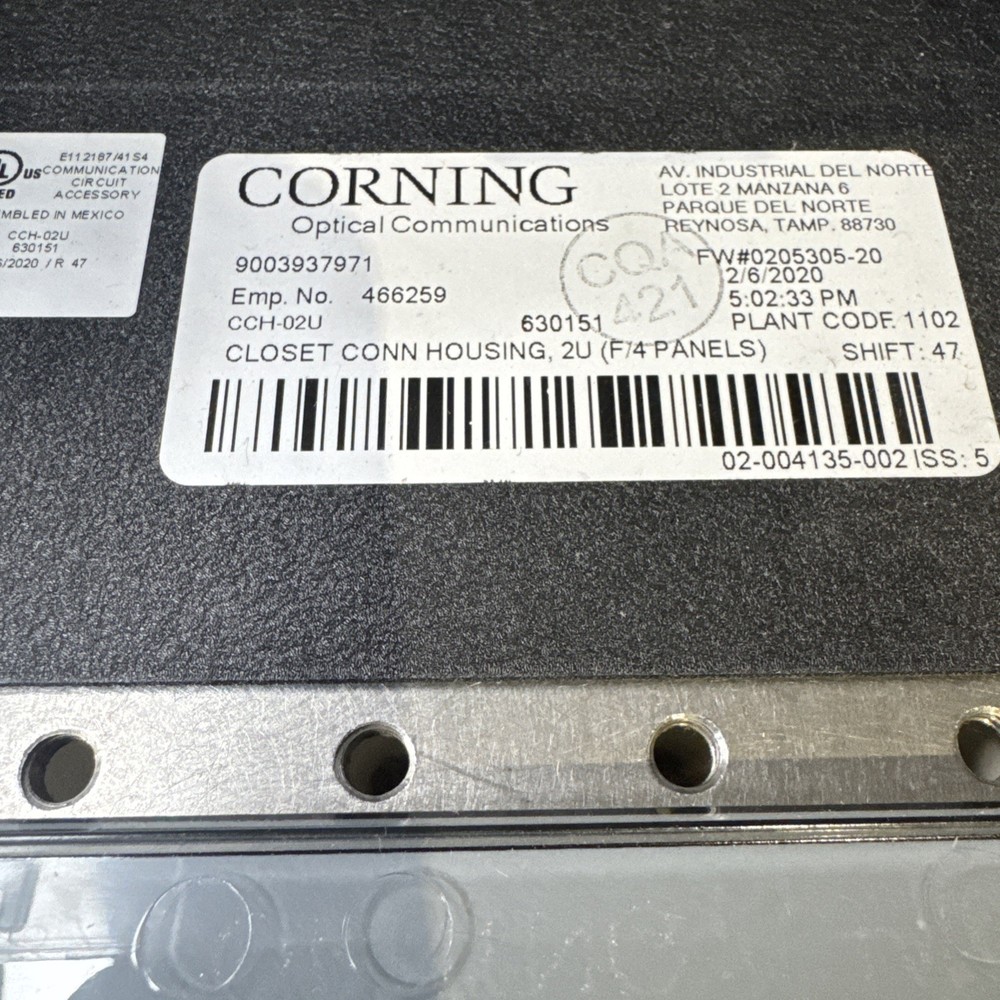 US
E112187/41S4
COMMUNICATION
CIRCUIT
ACCESSORY
MBLED IN MEXICO
CCH-02U
630151
/2020 / R 47
CORNING
Optical Communications
AV. INDUSTRIAL DEL NORTE
LOTE 2 MANZANA 6
PARQUE DEL NORTE
REYNOSA, TAMP. 88730
9003937971
FW#0205305-20
2/6/2020
Emp. No. 466259
5:02:33 PM
CCH-02U 630151
PLANT CODE: 1102
CLOSET CONN HOUSING, 2U (F/4 PANELS)
SHIFT: 47
02-004135-002 ISS: 5
CQA
421